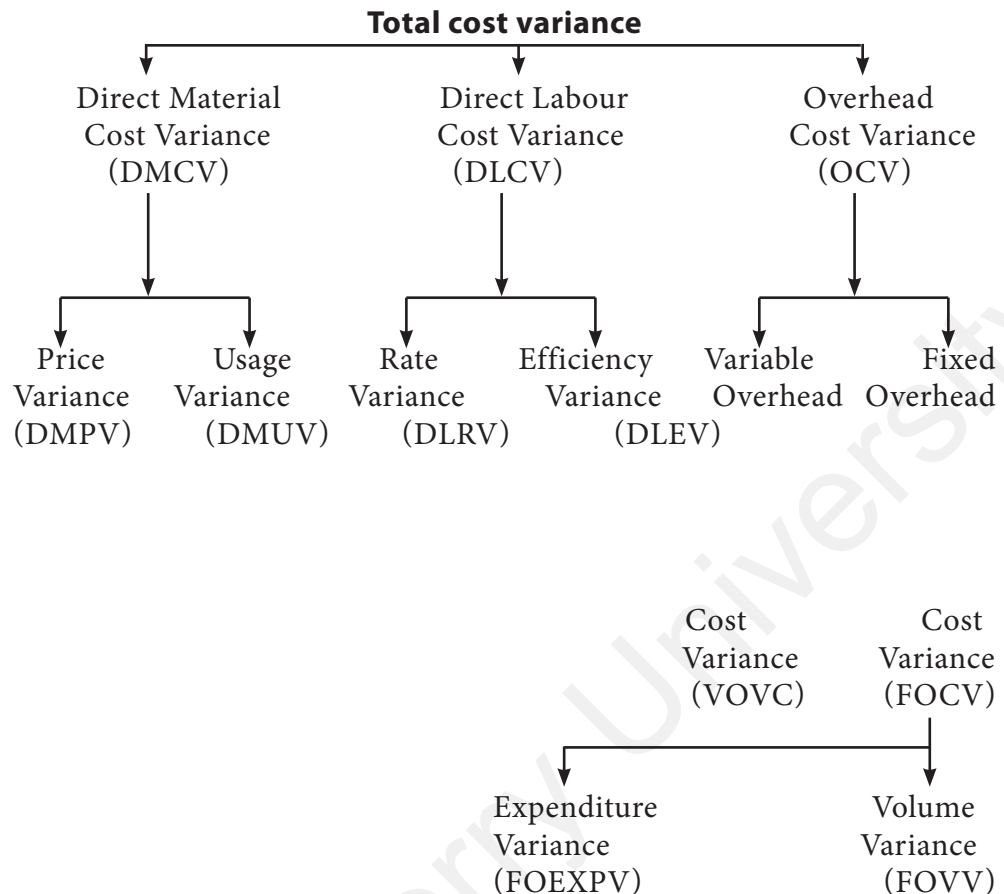 Total cost variance
Direct Material
Cost Variance
(DMCV)
Direct Labour
Cost Variance
(DLCV)
Overhead
Cost Variance
(OCV)
Price
Variance
(DMPV)
Usage
Variance
(DMUV)
Rate
Variance
(DLRV)
Efficiency
Variance
(DLEV)
Variable
Overhead
Fixed
Overhead
Cost
Variance
(VOVC)
Cost
Variance
(FOCV)
Expenditure
Variance
(FOEXPV)
Volume
Variance
(FOVV)
University